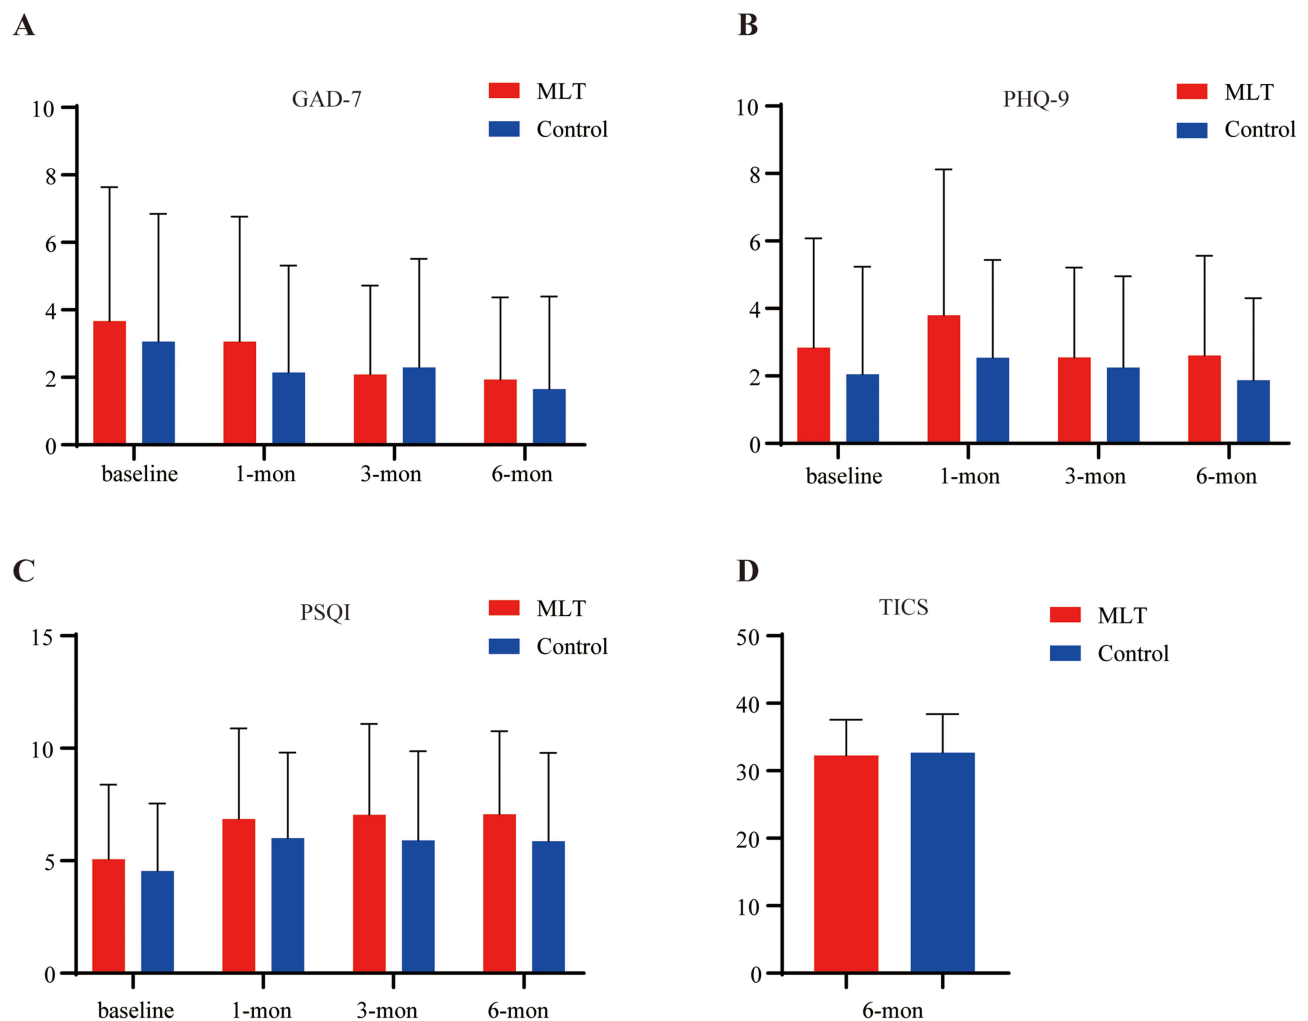 A
GAD-7
MLT
Control
10
8
6
4
2
0
baseline 1-mon 3-mon 6-mon
B
PHQ-9
MLT
Control
10
8
6
4
2
0
baseline 1-mon 3-mon 6-mon
C
PSQI
MLT
Control
15
10
5
0
baseline 1-mon 3-mon 6-mon
D
TICS
MLT
Control
50
40
30
20
10
0
6-mon